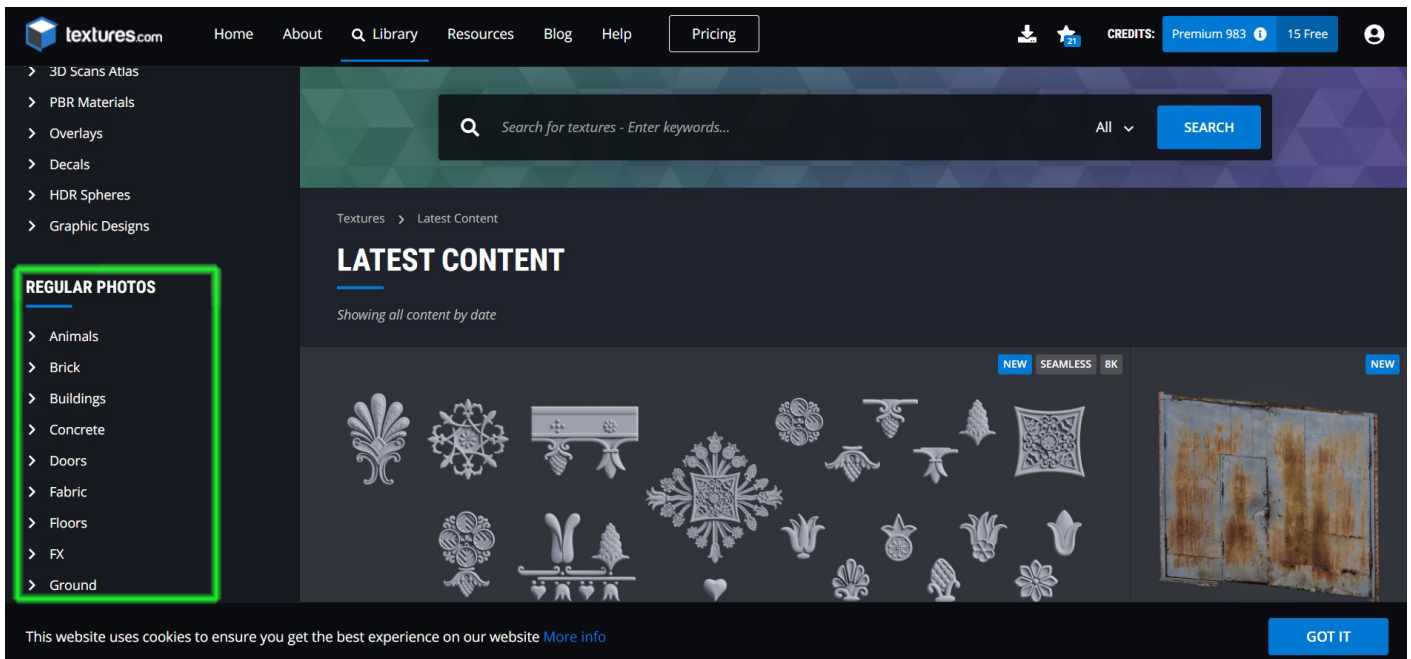 textures.com
Home About Library Resources Blog Help Pricing
21
CREDITS: Premium 983 15 Free
3D Scans Atlas
PBR Materials
Overlays
Decals
HDR Spheres
Graphic Designs
REGULAR PHOTOS
Animals
Brick
Buildings
Concrete
Doors
Fabric
Floors
FX
Ground
Search for textures - Enter keywords... All SEARCH
Textures > Latest Content
LATEST CONTENT
Showing all content by date
NEW SEAMLESS 8K
NEW
This website uses cookies to ensure you get the best experience on our website More info
GOT IT